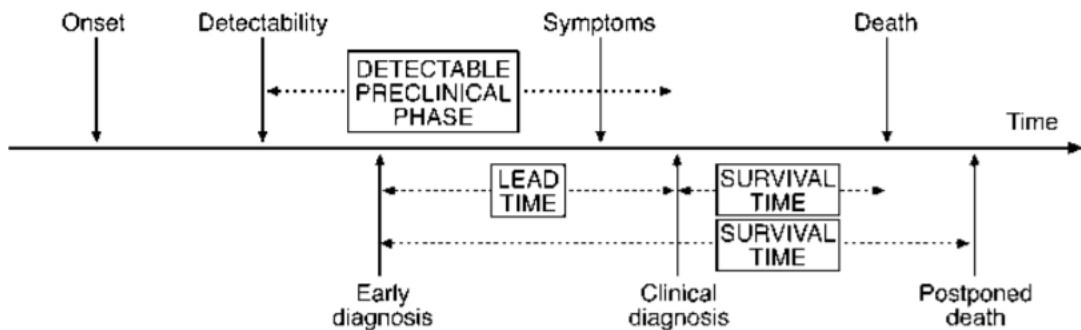 Onset
Detectability
Symptoms
Death
DETECTABLE
PRECLINICAL
PHASE
Time
LEAD
TIME
SURVIVAL
TIME
SURVIVAL
TIME
Early
diagnosis
Clinical
diagnosis
Postponed
death